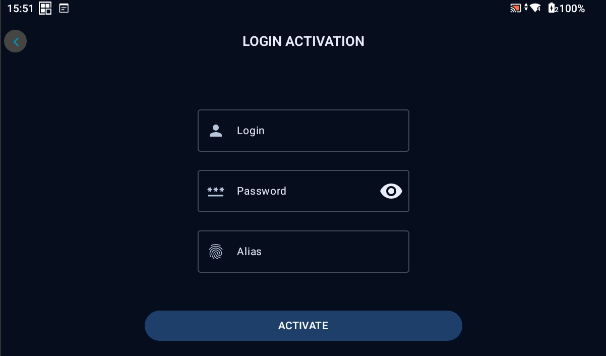 15:51
100%
LOGIN ACTIVATION
Login
Password
Alias
ACTIVATE